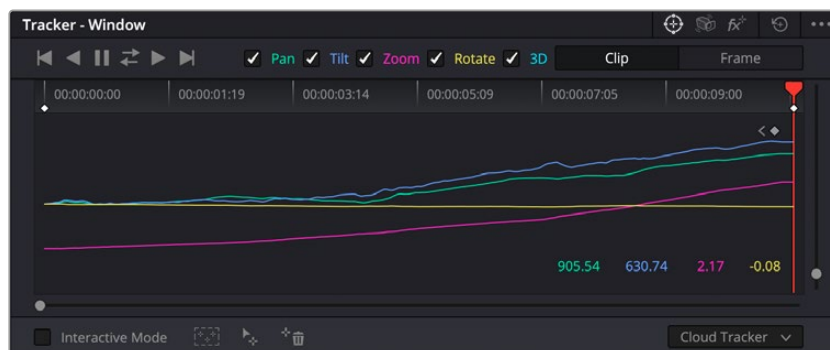 Tracker - Window
Pan Tilt Zoom Rotate 3D Clip Frame
00:00:00:00 00:00:01:19 00:00:03:14 00:00:05:09 00:00:07:05 00:00:09:00
905.54 630.74 2.17 -0.08
Interactive Mode Cloud Tracker